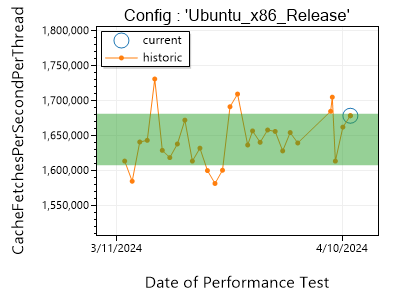 Config : 'Ubuntu_x86_Release'
CacheFetchesPerSecondPerThread
1,800,000
1,750,000
1,700,000
1,650,000
1,600,000
1,550,000
current
historic
3/11/2024
4/10/2024
Date of Performance Test